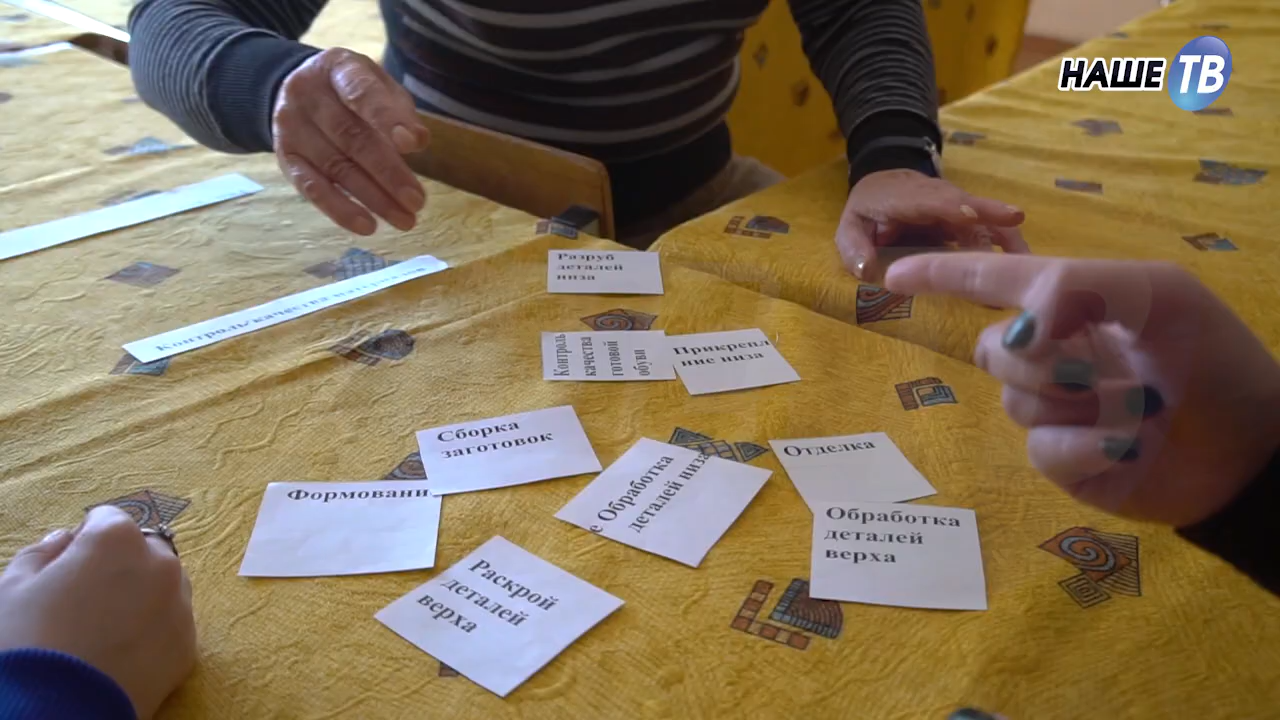 НАШЕ ТВ
Разруб
деталей
низа
Контроль качества
Контроль
качества
готовой
обуви
Прикрепл
ние низа
Сборка
заготовок
Обработка
деталей низа
Отделка
Формовани
Обработка
деталей
верха
Раскрой
деталей
верха